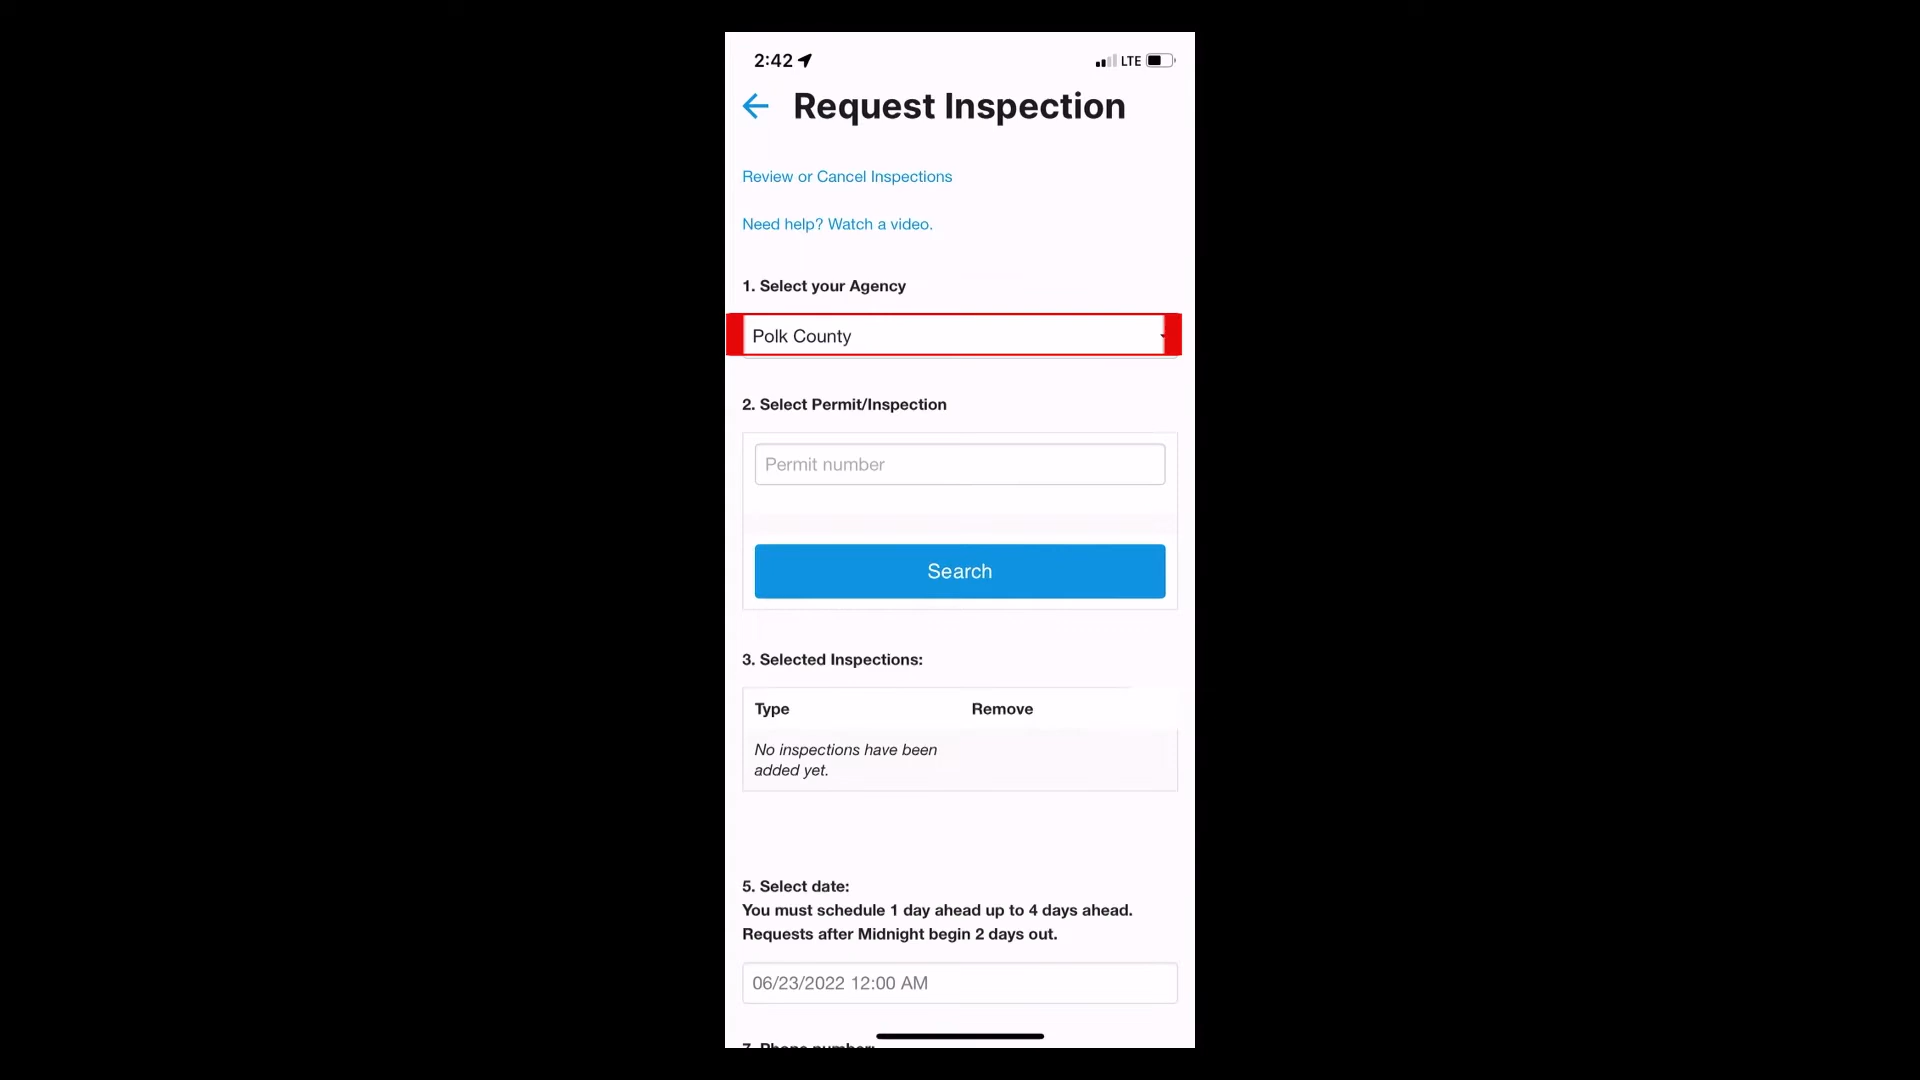 2:42 LTE
Request Inspection
Review or Cancel Inspections
Need help? Watch a video.
1. Select your Agency
Polk County
2. Select Permit/Inspection
Permit number
Search
3. Selected Inspections:
Type Remove
No inspections have been
added yet.
5. Select date:
You must schedule 1 day ahead up to 4 days ahead.
Requests after Midnight begin 2 days out.
06/23/2022 12:00 AM
7. Phone number: